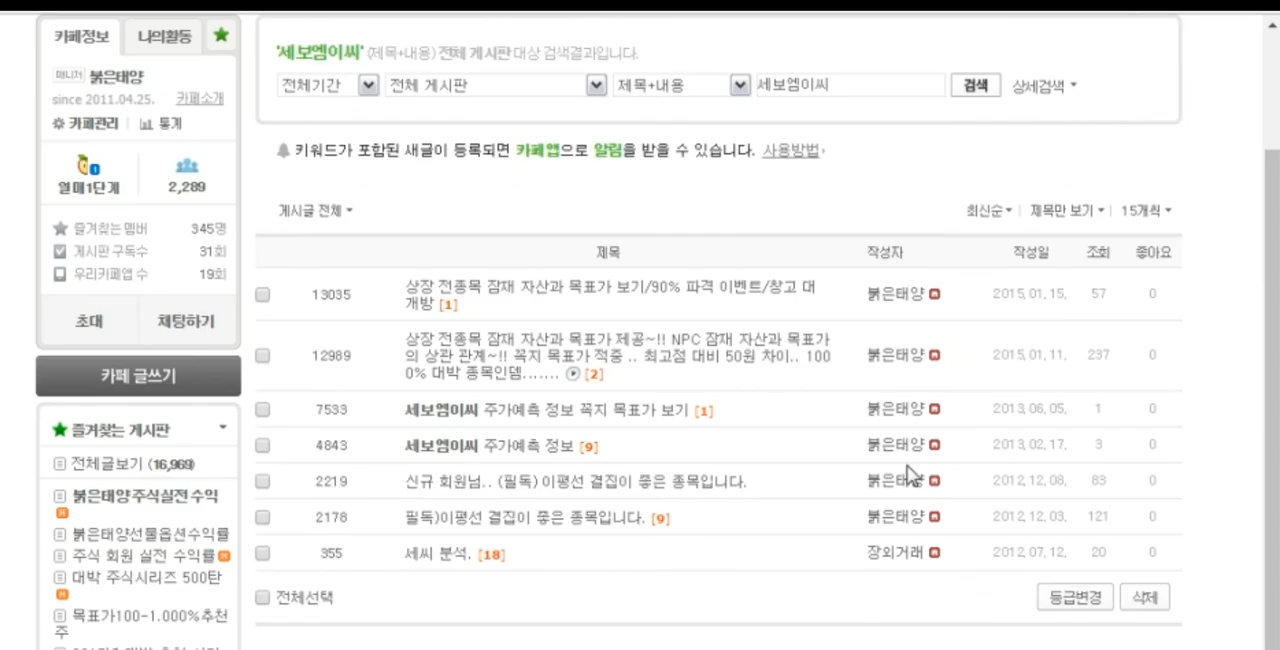 카페정보 나의활동
매니저 붉은태양
since 2011.04.25. 카페소개
카페관리 통계
열매1단계 2,289
즐겨찾는 멤버 345명
게시판 구독수 31회
우리카페앱 수 19회
초대 채팅하기
카페 글쓰기
즐겨찾는 게시판
전체글보기 (16,969)
붉은태양주식실전 수익
붉은태양선물옵션수익률
주식 회원 실전 수익률
대박 주식시리즈 500탄
목표가100-1.000%추천
주
'세보엠이씨' (제목+내용) 전체 게시판 대상 검색결과입니다.
전체기간 전체 게시판 제목+내용 세보엠이씨 검색 상세검색
키워드가 포함된 새글이 등록되면 카페앱으로 알림을 받을 수 있습니다. 사용방법
게시글 전체 최신순 제목만 보기 15개씩
제목 작성자 작성일 조회 좋아요
13035 상장 전종목 잠재 자산과 목표가 보기/90% 파격 이벤트/창고 대 붉은태양 2015.01.15. 57 0
개방 [1]
상장 전종목 잠재 자산과 목표가 제공~!! NPC 잠재 자산과 목표가
12989 의 상관 관계~!! 꼭지 목표가 적중 .. 최고점 대비 50원 차이.. 100 붉은태양 2015.01.11. 237 0
0% 대박 종목인뎀....... [2]
7533 세보엠이씨 주가예측 정보 꼭지 목표가 보기 [1] 붉은태양 2013.06.05. 1 0
4843 세보엠이씨 주가예측 정보 [9] 붉은태양 2013.02.17. 3 0
2219 신규 회원님.. (필독) 이평선 결집이 좋은 종목입니다. 붉은태양 2012.12.08. 83 0
2178 필독)이평선 결집이 좋은 종목입니다. [9] 붉은태양 2012.12.03. 121 0
355 세씨 분석. [18] 장외거래 2012.07.12. 20 0
전체선택 등급변경 삭제